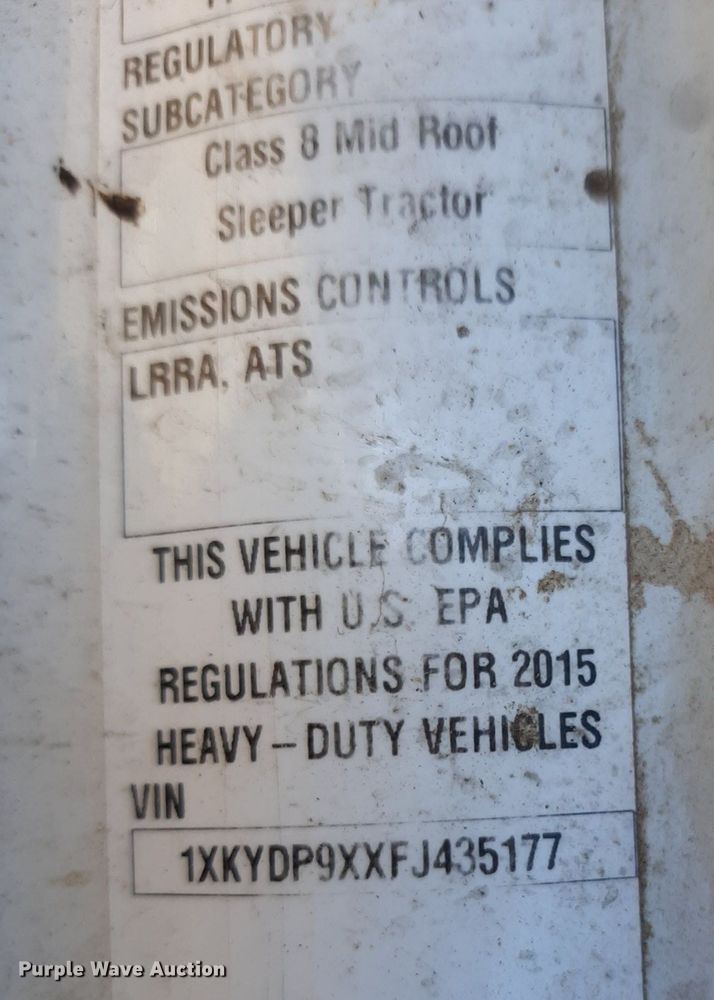 REGULATORY
SUBCATEGORY
Class 8 Mid Roof
Sleeper Tractor
EMISSIONS CONTROLS
LRRA, ATS
THIS VEHICLE COMPLIES
WITH U.S. EPA
REGULATIONS FOR 2015
HEAVY-DUTY VEHICLES
VIN
1XKYDP9XXFJ435177
Purple Wave Auction